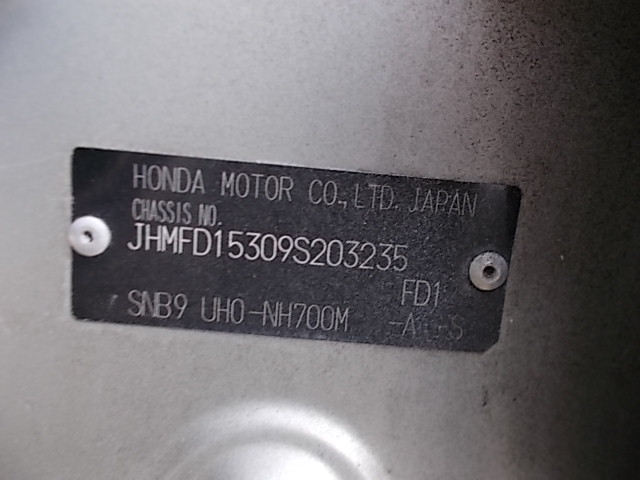 HONDA MOTOR CO., LTD. JAPAN
CHASSIS NO.
JHMFD15309S203235
FD1
SNB9 UH0-NH700M -A -S